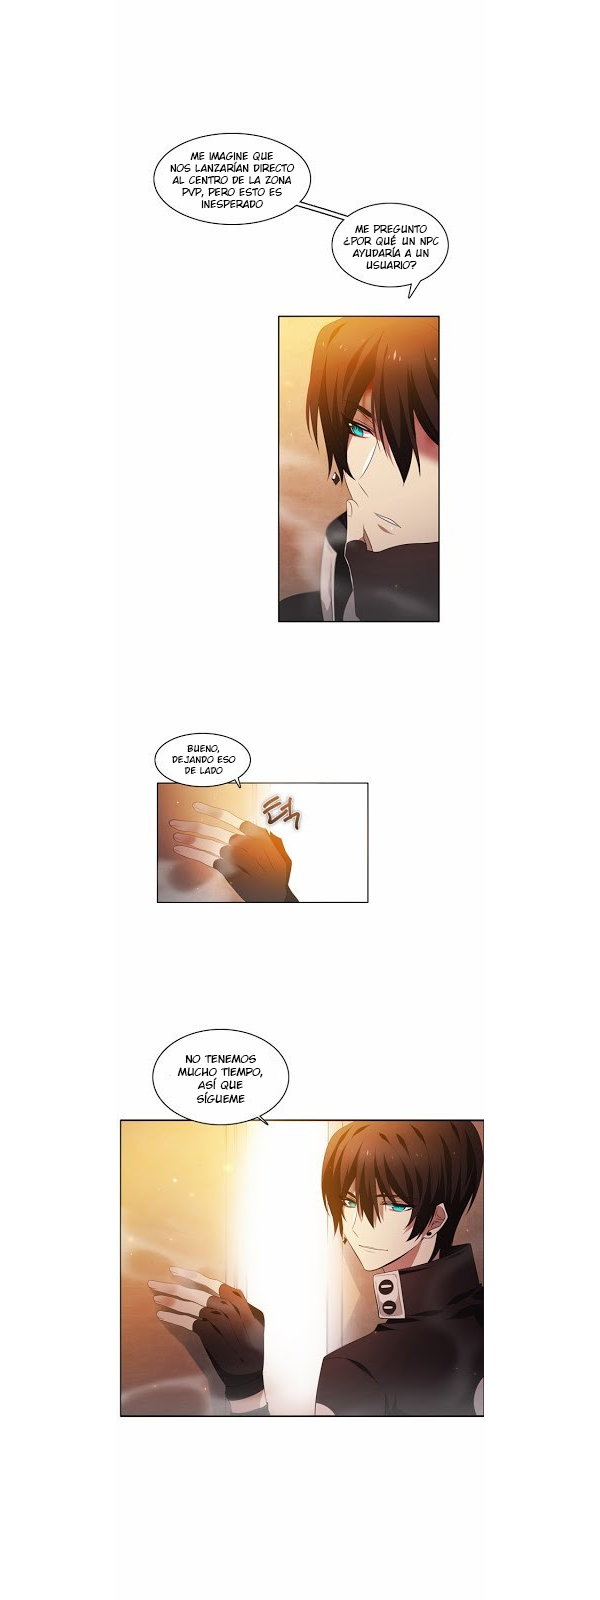 ME IMAGINE QUE
NOS LANZARÍAN DIRECTO
AL CENTRO DE LA ZONA
PVP, PERO ESTO ES
INESPERADO
ME PREGUNTO
¿POR QUÉ UN NPC
AYUDARÍA A UN
USUARIO?
BUENO,
DEJANDO ESO
DE LADO
턱
NO TENEMOS
MUCHO TIEMPO,
ASÍ QUE
SÍGUEME